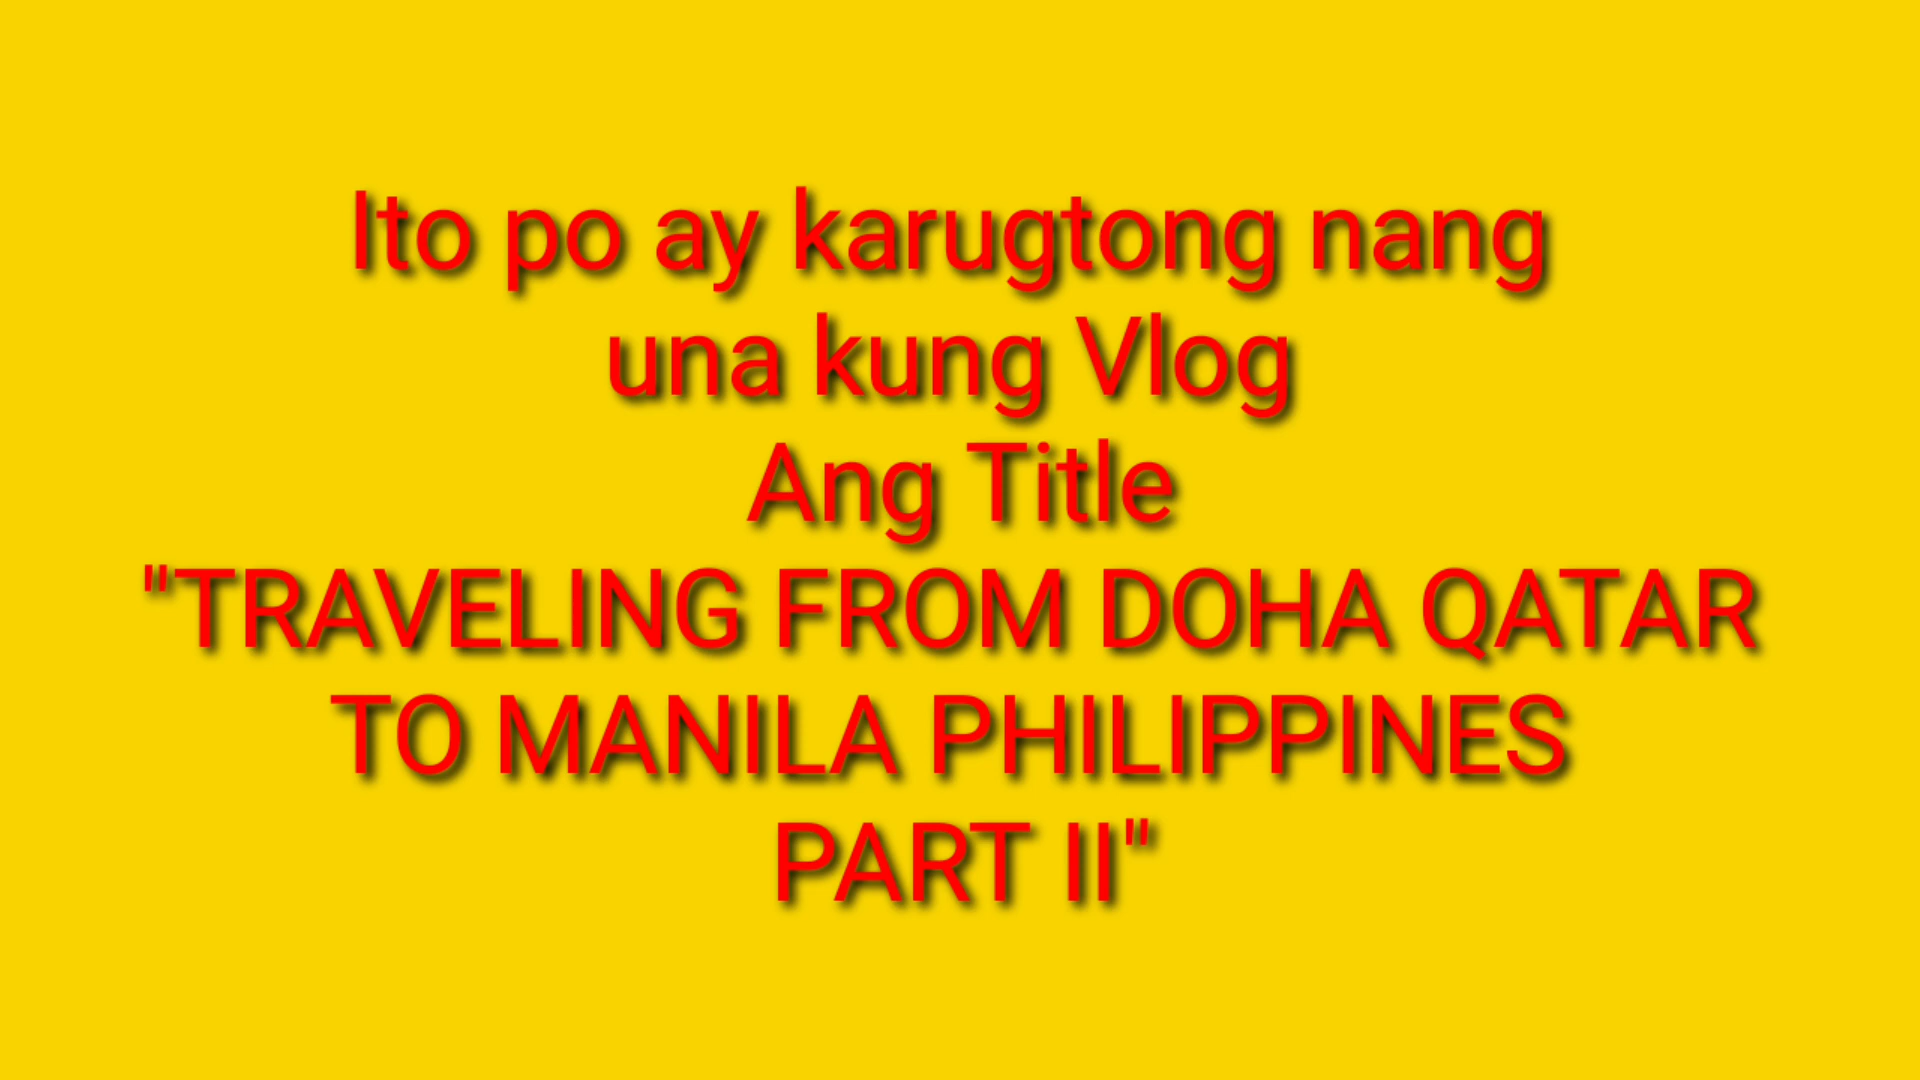 Ito po ay karugtong nang
una kung Vlog
Ang Title
"TRAVELING FROM DOHA QATAR
TO MANILA PHILIPPINES
PART II"